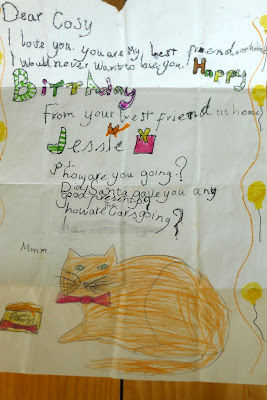 Dear Cosy
I love you. you are My best friend at home
I would never want to lose you. Happy
BirthDay
From your best friend at home
Jessie
P.S.
how are you going?
Did Santa gave you any
good presents?
how are Cars going
?
Mmm...